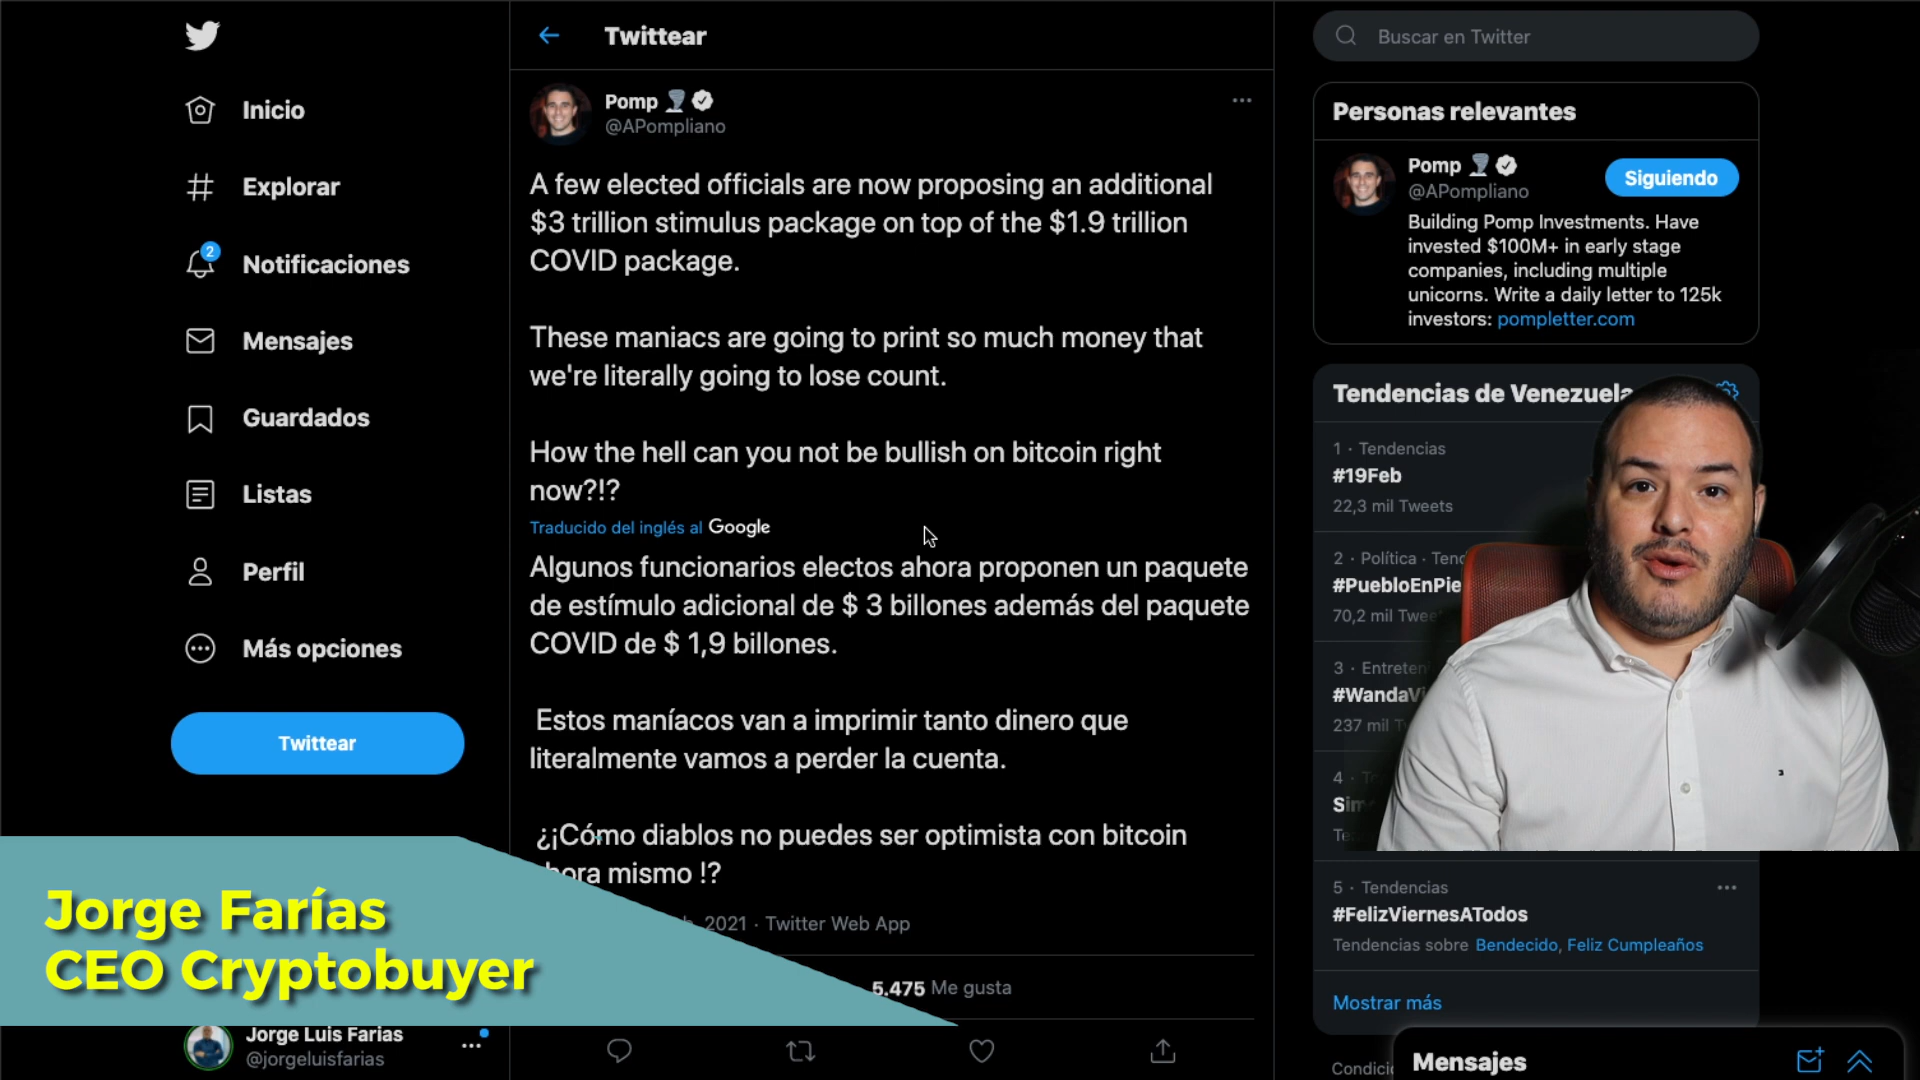 Inicio
Explorar
2
Notificaciones
Mensajes
Guardados
Listas
Perfil
Más opciones
Twittear
Jorge Farías
CEO Cryptobuyer
Jorge Luis Farias
@jorgeluisfarias
Twittear
Pomp
@APompliano
A few elected officials are now proposing an additional
$3 trillion stimulus package on top of the $1.9 trillion
COVID package.
These maniacs are going to print so much money that
we're literally going to lose count.
How the hell can you not be bullish on bitcoin right
now?!?
Traducido del inglés al Google
Algunos funcionarios electos ahora proponen un paquete
de estímulo adicional de $ 3 billones además del paquete
COVID de $ 1,9 billones.
Estos maníacos van a imprimir tanto dinero que
literalmente vamos a perder la cuenta.
¿¡Cómo diablos no puedes ser optimista con bitcoin
mismo !?
2021 · Twitter Web App
5.475 Me gusta
Buscar en Twitter
Personas relevantes
Pomp
@APompliano
Siguiendo
Building Pomp Investments. Have
invested $100M+ in early stage
companies, including multiple
unicorns. Write a daily letter to 125k
investors: pompletter.com
Tendencias de Venezuela
1 · Tendencias
#19Feb
22,3 mil Tweets
2 · Política ·
#PuebloEnPie
70,2 mil
3 ·
237 mil
4 ·
5 · Tendencias
#FelizViernesATodos
Tendencias sobre Bendecido, Feliz Cumpleaños
Mostrar más
Mensajes